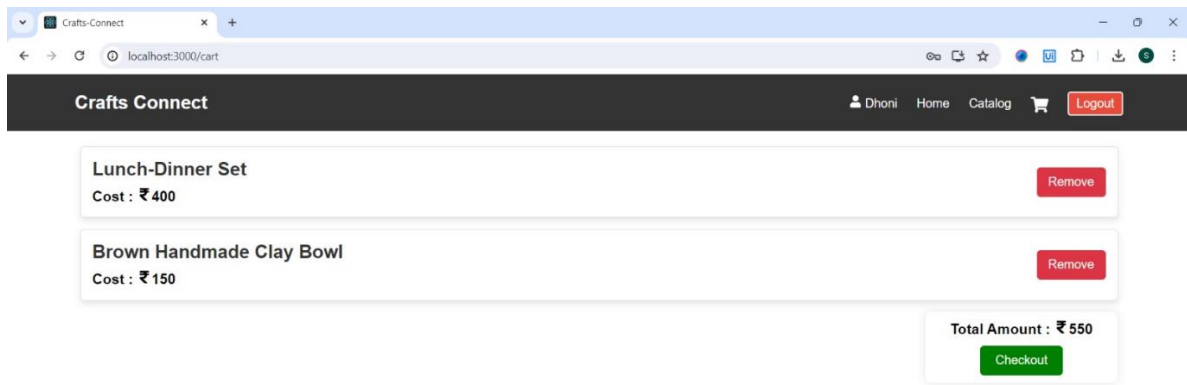 Crafts-Connect
localhost:3000/cart
Ui
S
Crafts Connect
Dhoni Home Catalog Logout
Lunch-Dinner Set
Cost : ₹400
Remove
Brown Handmade Clay Bowl
Cost : ₹150
Remove
Total Amount : ₹550
Checkout